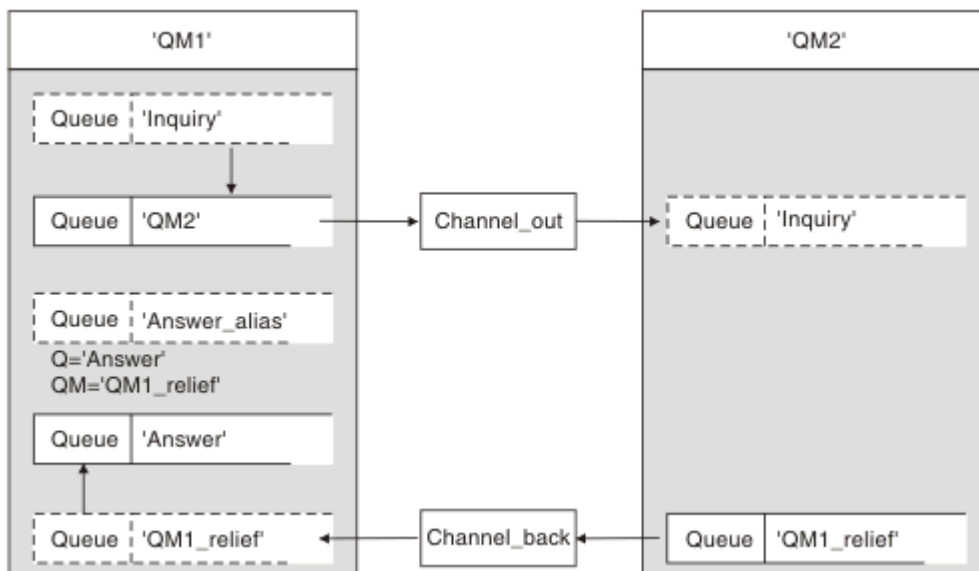 'QM1'
'QM2'
Queue 'Inquiry'
Queue 'QM2'
Channel_out
Queue 'Inquiry'
Queue 'Answer_alias'
Q='Answer'
QM='QM1_relief'
Queue 'Answer'
Queue 'QM1_relief'
Channel_back
Queue 'QM1_relief'